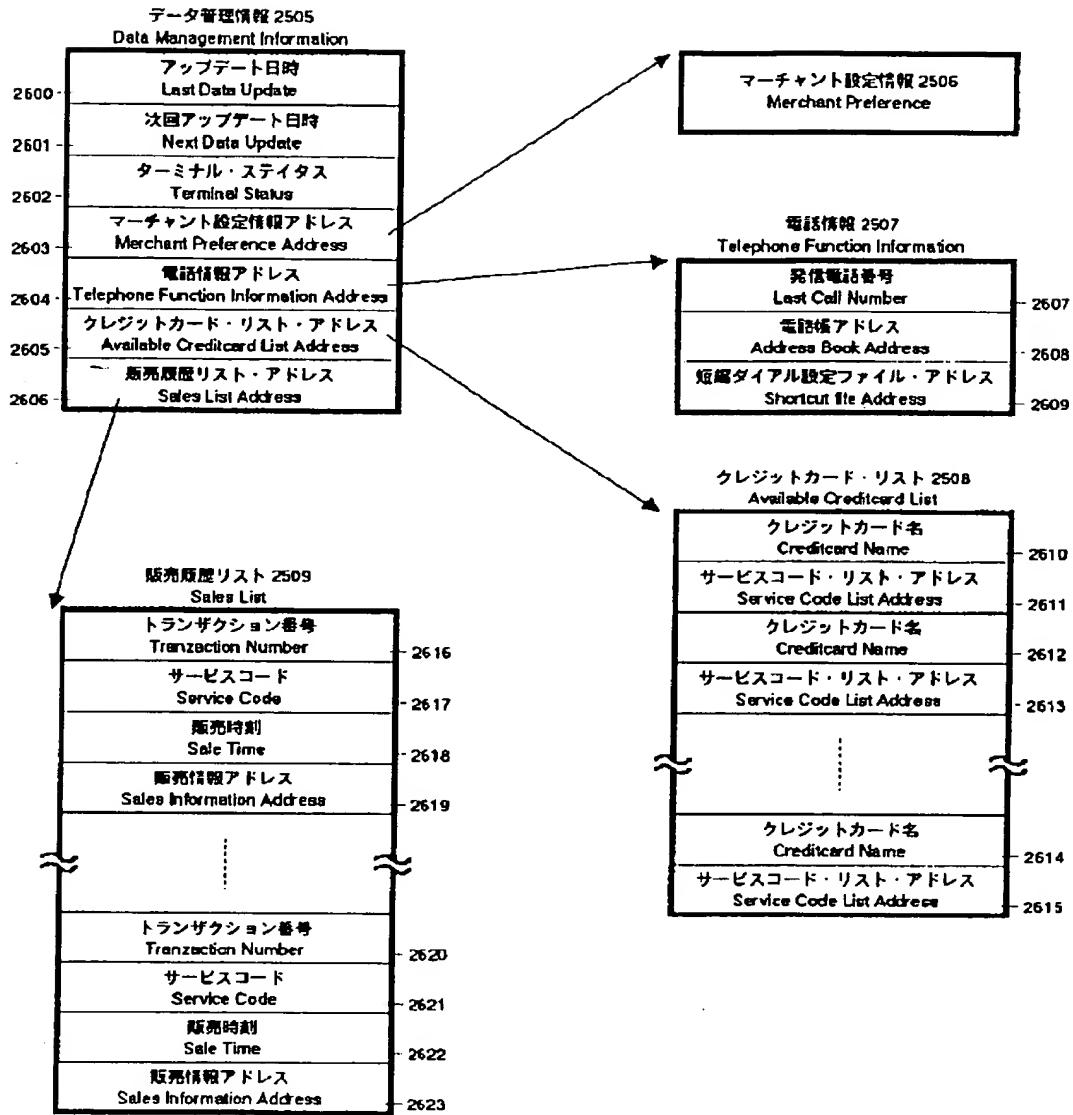 データ管理情報 2505
Data Management Information
アップデート日時
Last Data Update
2600
次回アップデート日時
Next Data Update
2601
ターミナル・ステイタス
Terminal Status
2602
マーチャント設定情報アドレス
Merchant Preference Address
2603
電話情報アドレス
Telephone Function Information Address
2604
クレジットカード・リスト・アドレス
Available Creditcard List Address
2605
販売履歴リスト・アドレス
Sales List Address
2606
マーチャント設定情報 2506
Merchant Preference
電話情報 2507
Telephone Function Information
発信電話番号
Last Call Number
2607
電話帳アドレス
Address Book Address
2608
短縮ダイアル設定ファイル・アドレス
Shortcut file Address
2609
クレジットカード・リスト 2508
Available Creditcard List
クレジットカード名
Creditcard Name
2610
サービスコード・リスト・アドレス
Service Code List Address
2611
クレジットカード名
Creditcard Name
2612
サービスコード・リスト・アドレス
Service Code List Address
2613
クレジットカード名
Creditcard Name
2614
サービスコード・リスト・アドレス
Service Code List Address
2615
販売履歴リスト 2509
Sales List
トランザクション番号
Tranzaction Number
2616
サービスコード
Service Code
2617
販売時刻
Sale Time
2618
販売情報アドレス
Sales Information Address
2619
トランザクション番号
Tranzaction Number
2620
サービスコード
Service Code
2621
販売時刻
Sale Time
2622
販売情報アドレス
Sales Information Address
2623